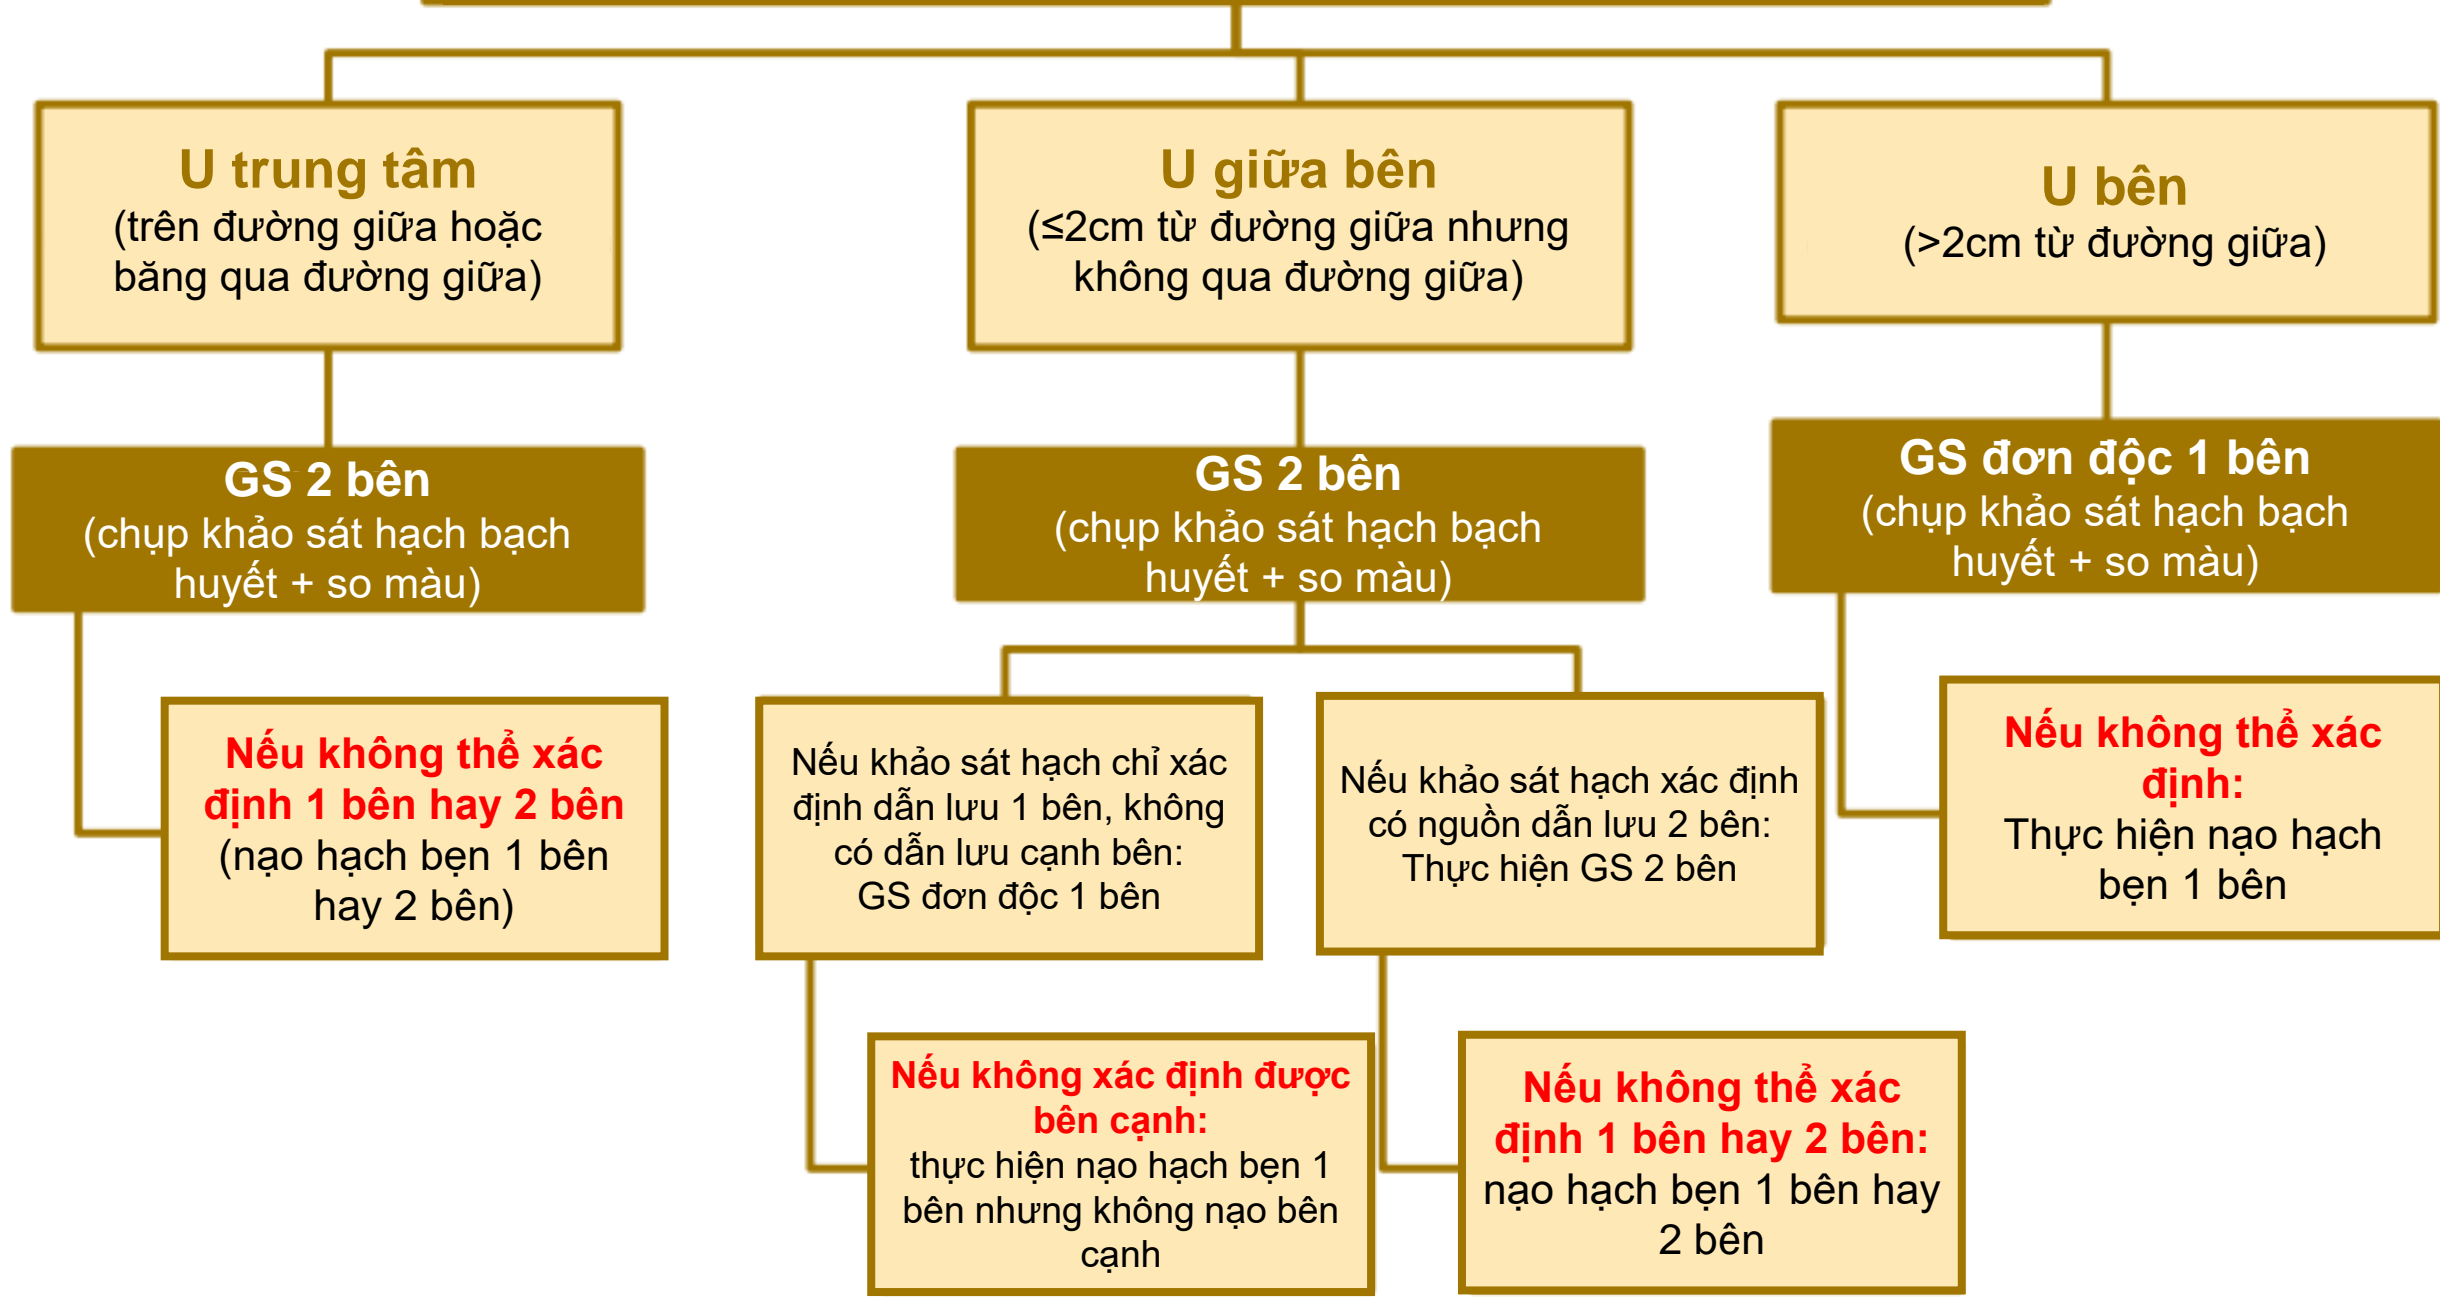 U trung tâm
(trên đường giữa hoặc
băng qua đường giữa)
U giữa bên
(≤2cm từ đường giữa nhưng
không qua đường giữa)
U bên
(>2cm từ đường giữa)
GS 2 bên
(chụp khảo sát hạch bạch
huyết + so màu)
GS 2 bên
(chụp khảo sát hạch bạch
huyết + so màu)
GS đơn độc 1 bên
(chụp khảo sát hạch bạch
huyết + so màu)
Nếu không thể xác
định 1 bên hay 2 bên
(nạo hạch bẹn 1 bên
hay 2 bên)
Nếu khảo sát hạch chỉ xác
định dẫn lưu 1 bên, không
có dẫn lưu cạnh bên:
GS đơn độc 1 bên
Nếu khảo sát hạch xác định
có nguồn dẫn lưu 2 bên:
Thực hiện GS 2 bên
Nếu không thể xác
định:
Thực hiện nạo hạch
bẹn 1 bên
Nếu không xác định được
bên cạnh:
thực hiện nạo hạch bẹn 1
bên nhưng không nạo bên
cạnh
Nếu không thể xác
định 1 bên hay 2 bên:
nạo hạch bẹn 1 bên hay
2 bên